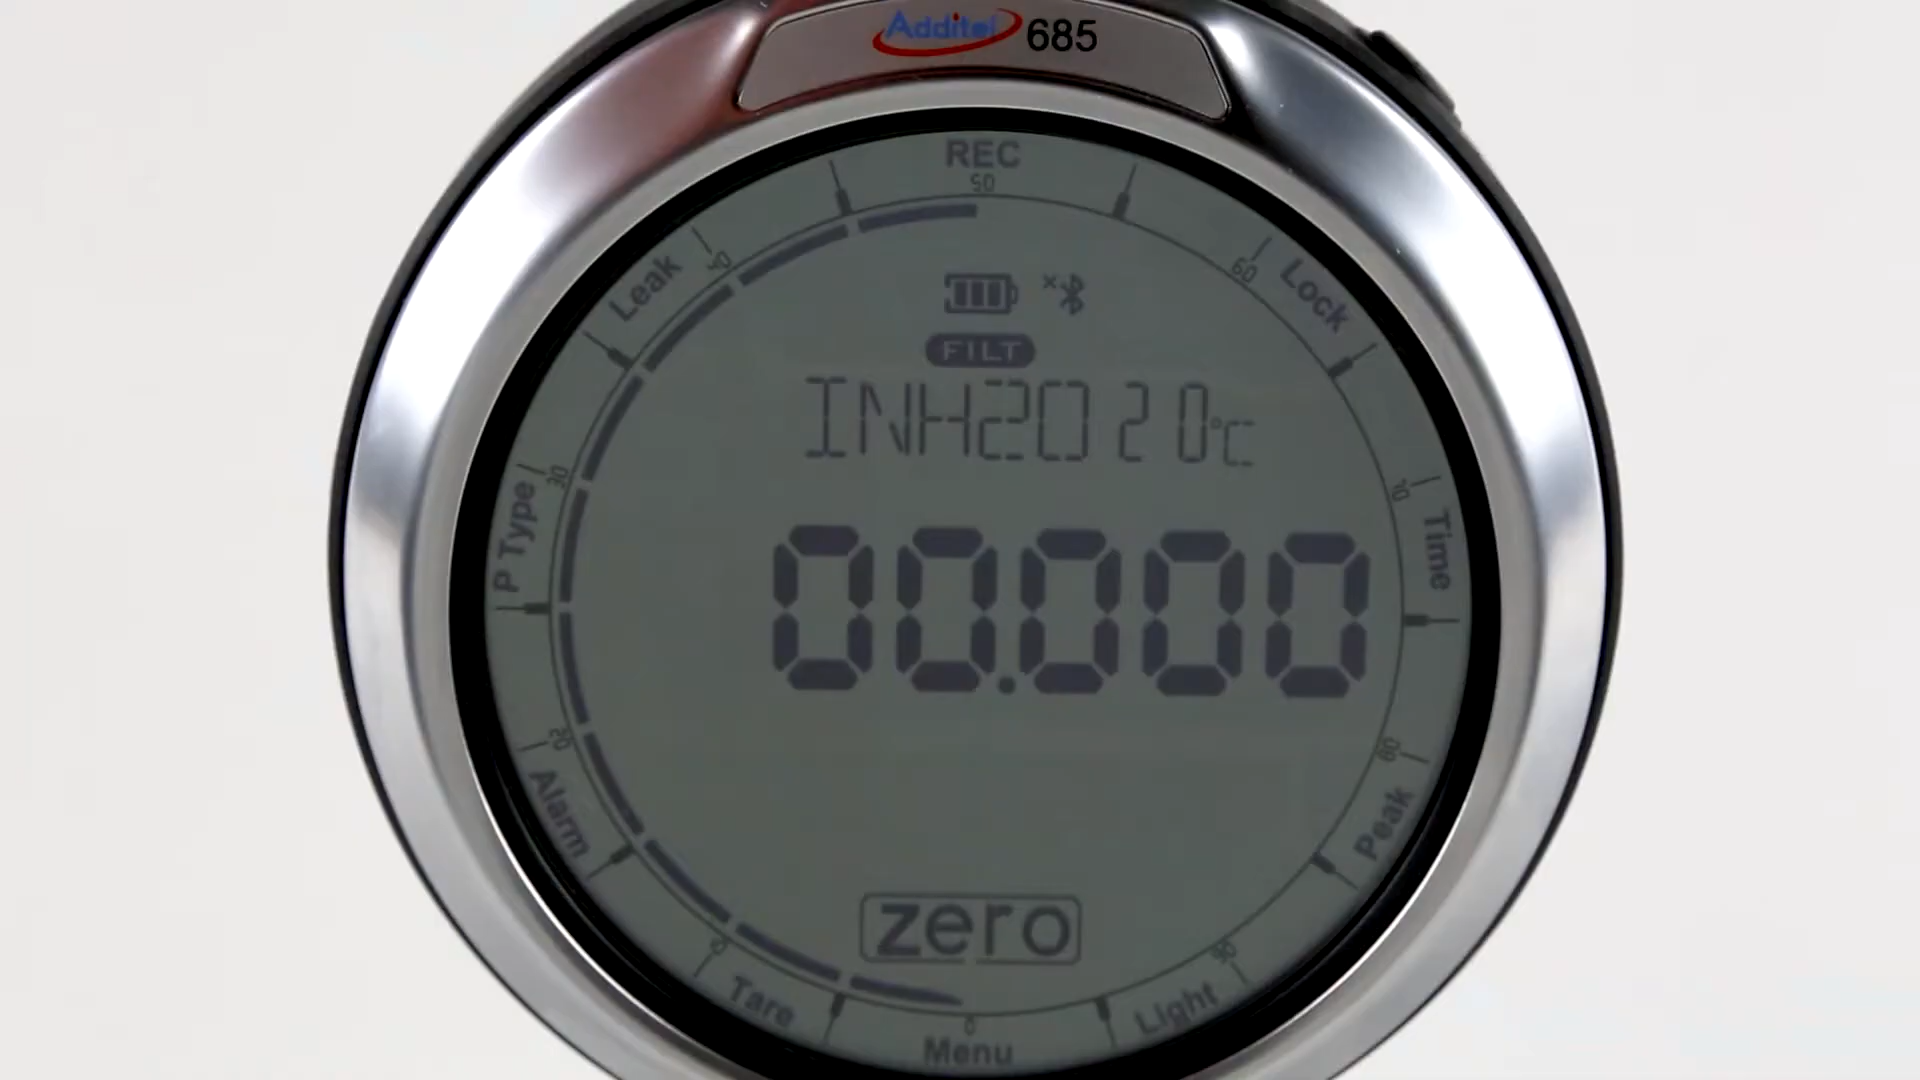 Additel 685
REC
50
40
60
Leak
Lock
FILT
INH2O 20°C
30
70
P Type
Time
00.000
20
80
Alarm
Peak
zero
10
90
Tare
Light
0
Menu